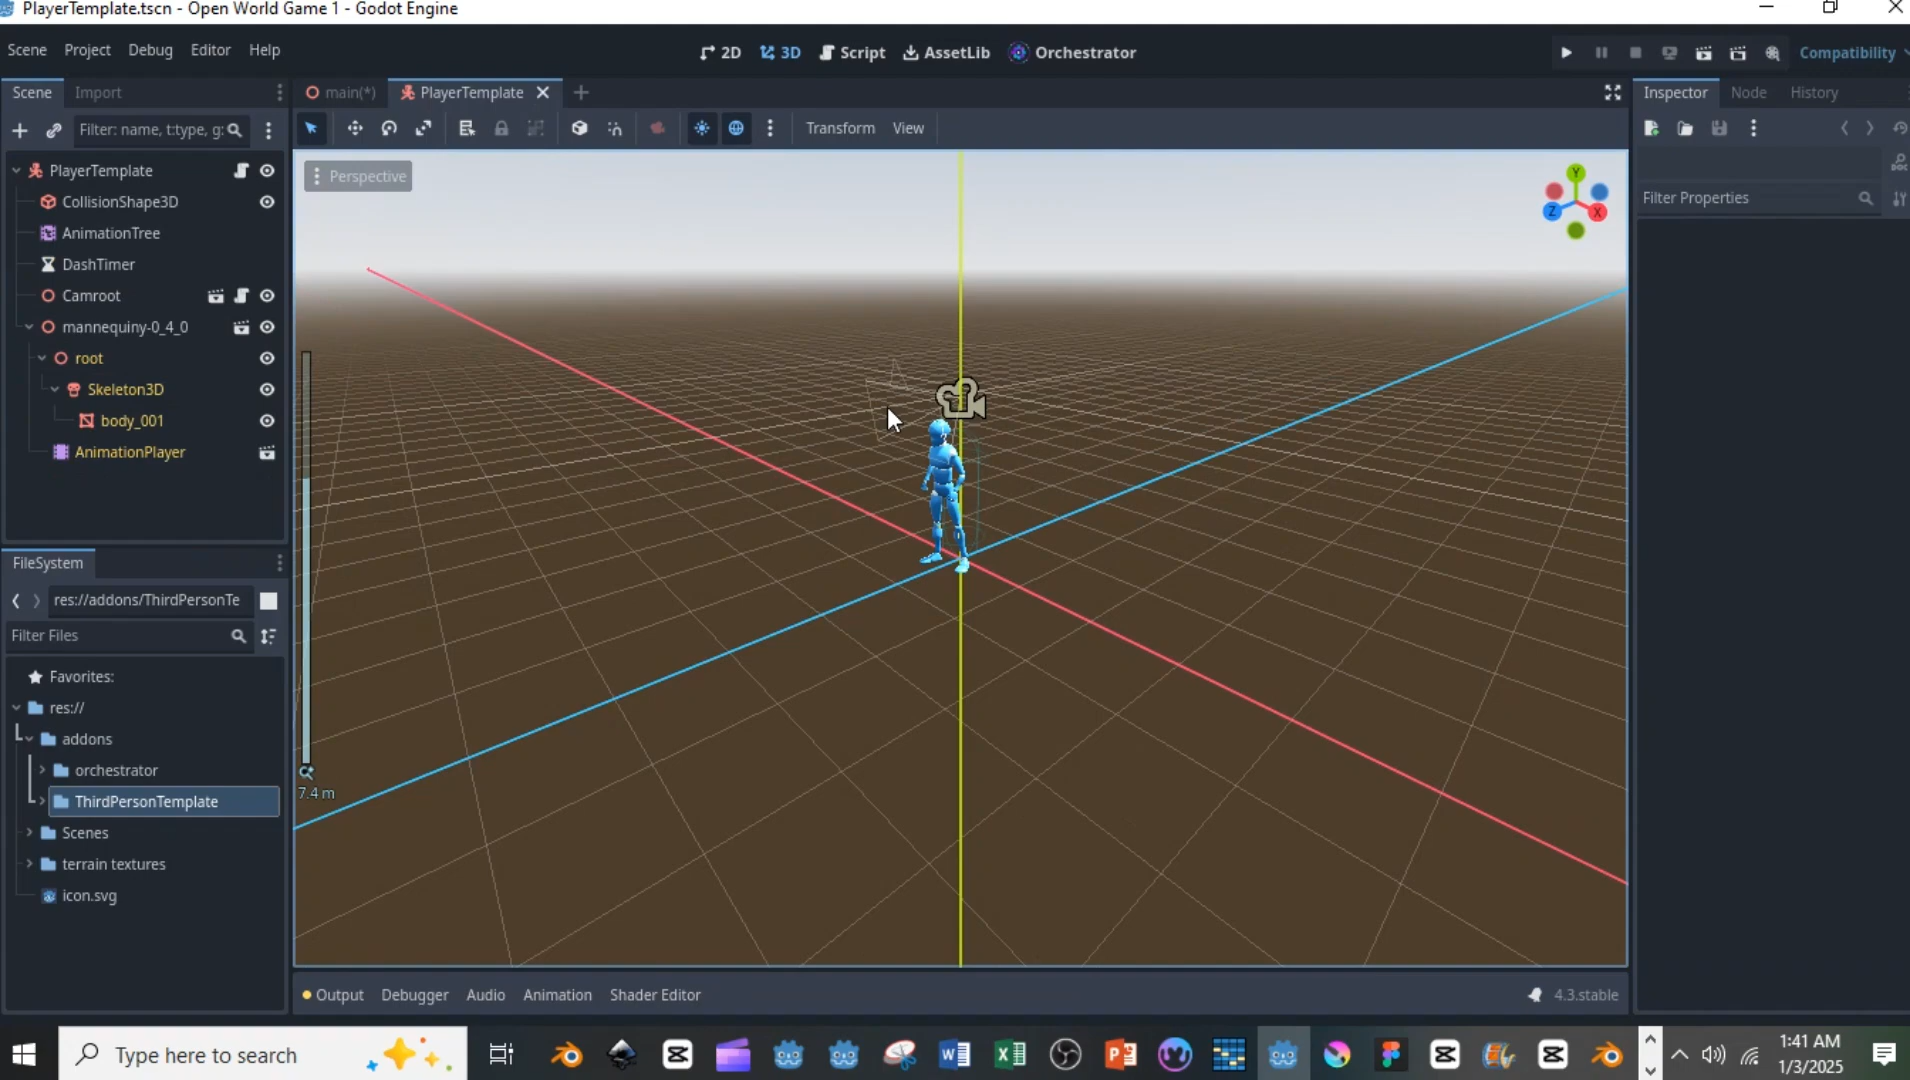 PlayerTemplate.tscn - Open World Game 1 - Godot Engine
Scene Project Debug Editor Help
2D 3D Script AssetLib Orchestrator
Compatibility
Scene Import
main(*) PlayerTemplate
Inspector Node History
Filter: name, t:type, g:
Transform View
PlayerTemplate
Perspective
Y
Z
X
Filter Properties
CollisionShape3D
AnimationTree
DashTimer
Camroot
mannequiny-0_4_0
root
Skeleton3D
body_001
AnimationPlayer
FileSystem
res://addons/ThirdPersonTe
Filter Files
Favorites:
res://
addons
orchestrator
ThirdPersonTemplate
Scenes
terrain textures
icon.svg
7.4 m
Output Debugger Audio Animation Shader Editor
4.3.stable
Type here to search
1:41 AM
1/3/2025